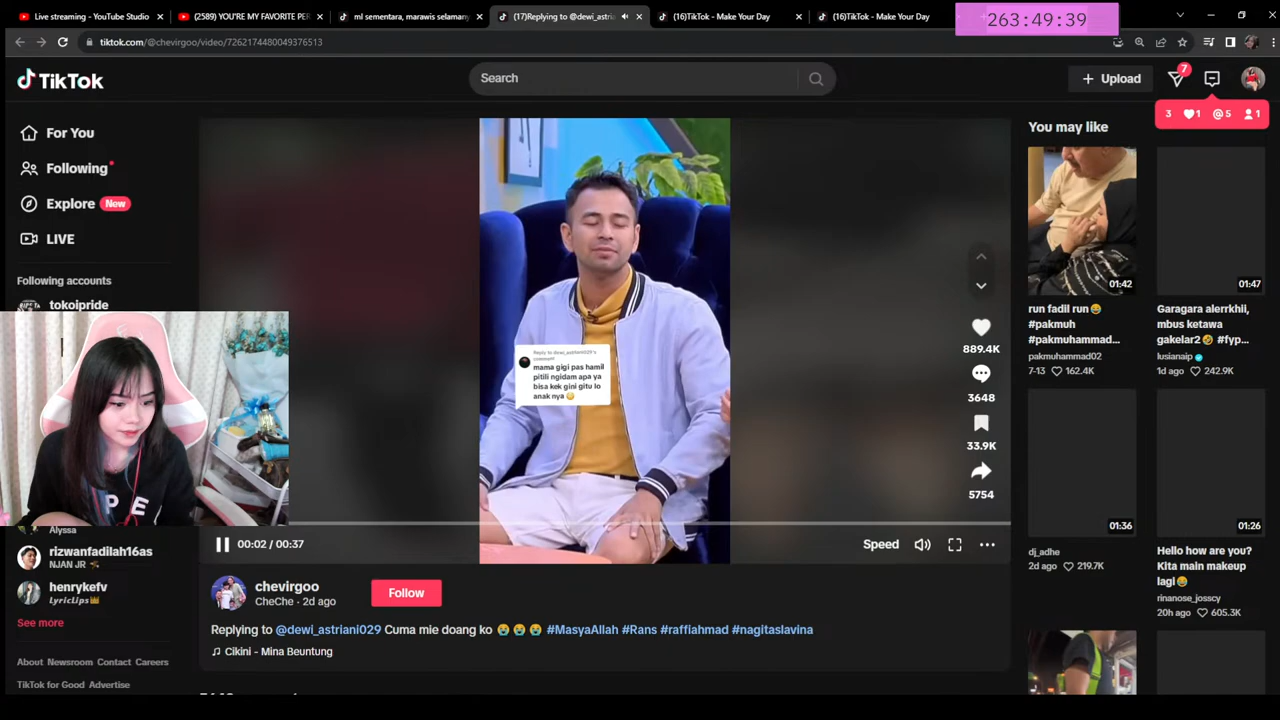 Live streaming - YouTube Studio
(2589) YOU'RE MY FAVORITE PE
ml sementara, marawis selaman
(17)Replying to @dewi_astria
(16)TikTok - Make Your Day
(16)TikTok - Make Your Day
263:49:39
tiktok.com/@chevirgoo/video/7262174480049376513
TikTok
Search
Upload
7
3 1 5 1
For You
Following
Explore New
LIVE
Following accounts
tokoipride
Alyssa
rizwanfadilah16as
NJAN JR
henrykefv
LyricLips
See more
About Newsroom Contact Careers
TikTok for Good Advertise
Reply to dewi_astriani029's
comment
mama gigi pas hamil
pitili ngidam apa ya
bisa kek gini gitu lo
anak nya 😳
889.4K
3648
33.9K
5754
00:02 / 00:37
Speed
chevirgoo
CheChe · 2d ago
Follow
Replying to @dewi_astriani029 Cuma mie doang ko 😭😭😭 #MasyaAllah #Rans #raffiahmad #nagitaslavina
♫ Cikini - Mina Beuntung
You may like
01:42
run fadil run😂
#pakmuh
#pakmuhammad...
pakmuhammad02
7-13 162.4K
01:47
Garagara alerrkhil,
mbus ketawa
gakelar2🤣 #fyp...
lusianaip
1d ago 242.9K
01:36
dj_adhe
2d ago 219.7K
01:26
Hello how are you?
Kita main makeup
lagi😂
rinanose_josscy
20h ago 605.3K